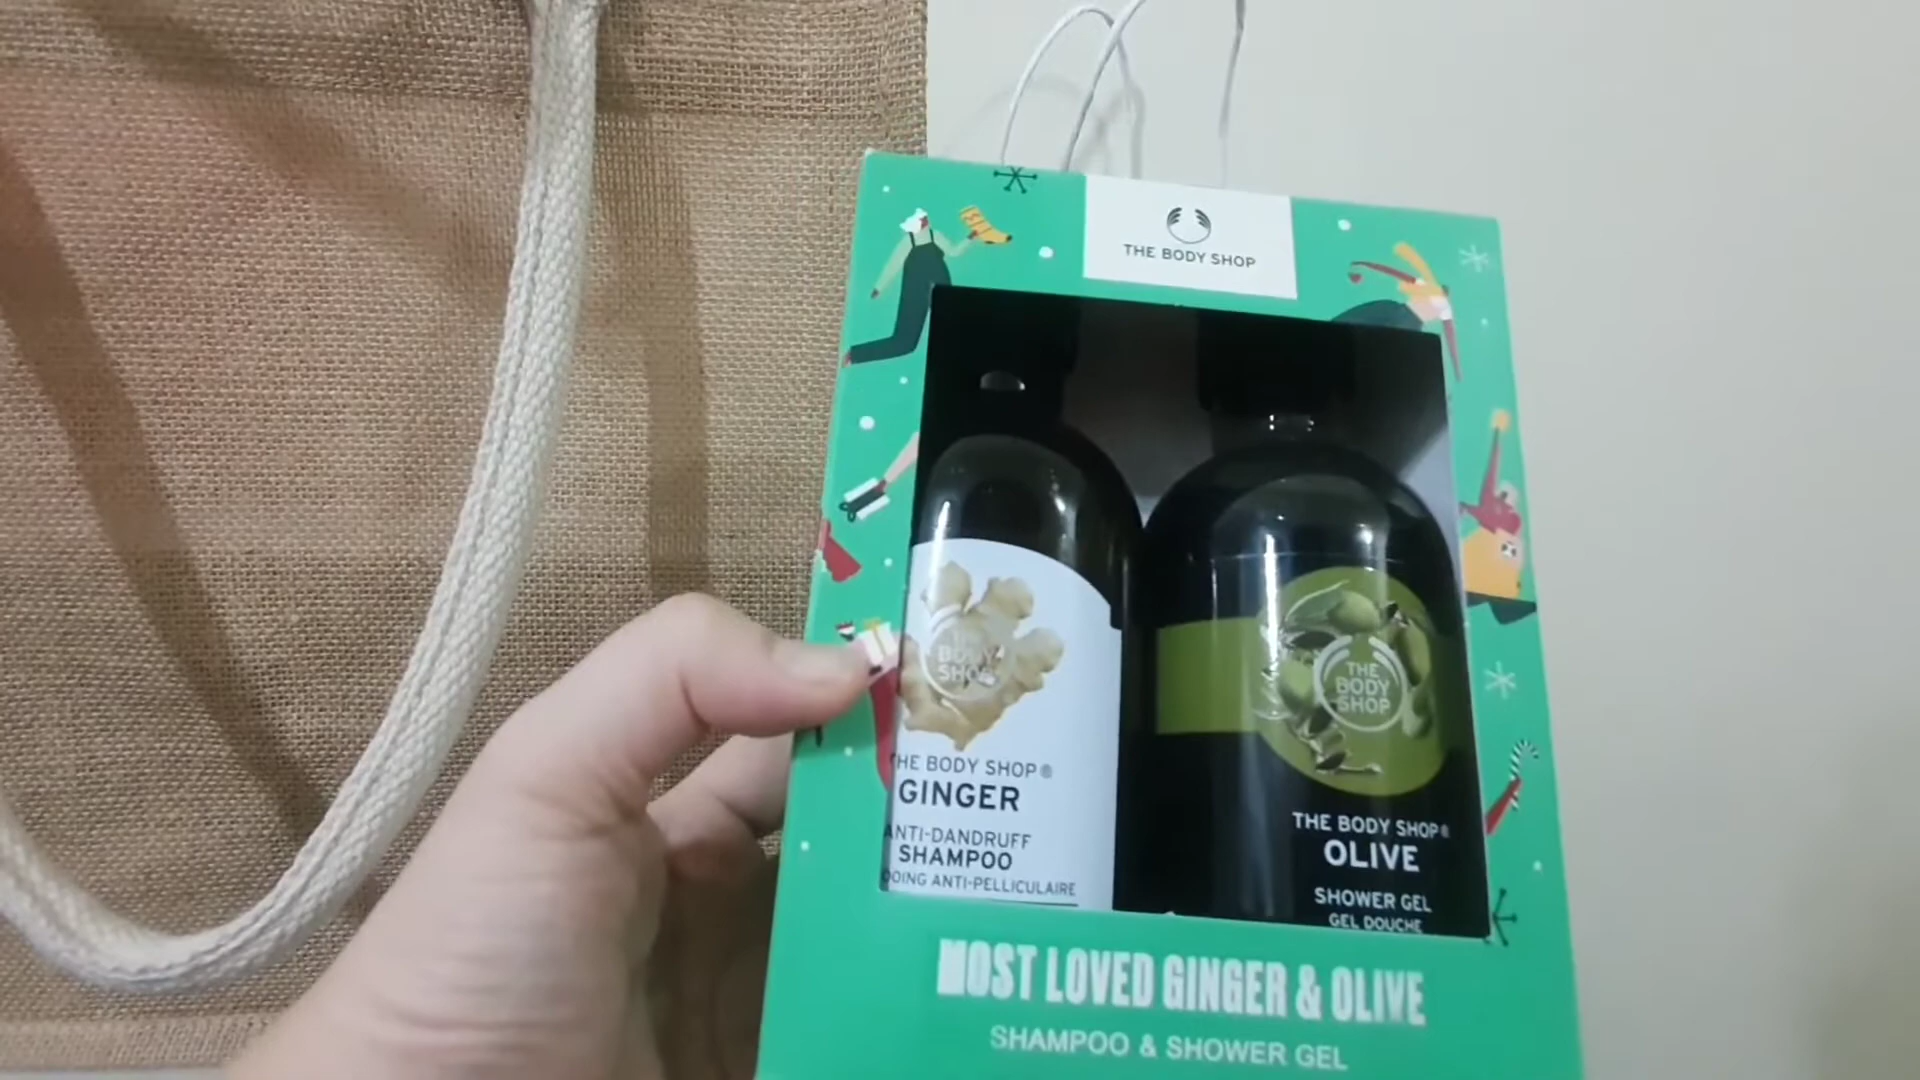 THE BODY SHOP
THE BODY SHOP
THE BODY SHOP®
GINGER
ANTI-DANDRUFF
SHAMPOO
OOING ANTI-PELLICULAIRE
THE
BODY
SHOP
THE BODY SHOP®
OLIVE
SHOWER GEL
GEL DOUCHE
MOST LOVED GINGER & OLIVE
SHAMPOO & SHOWER GEL